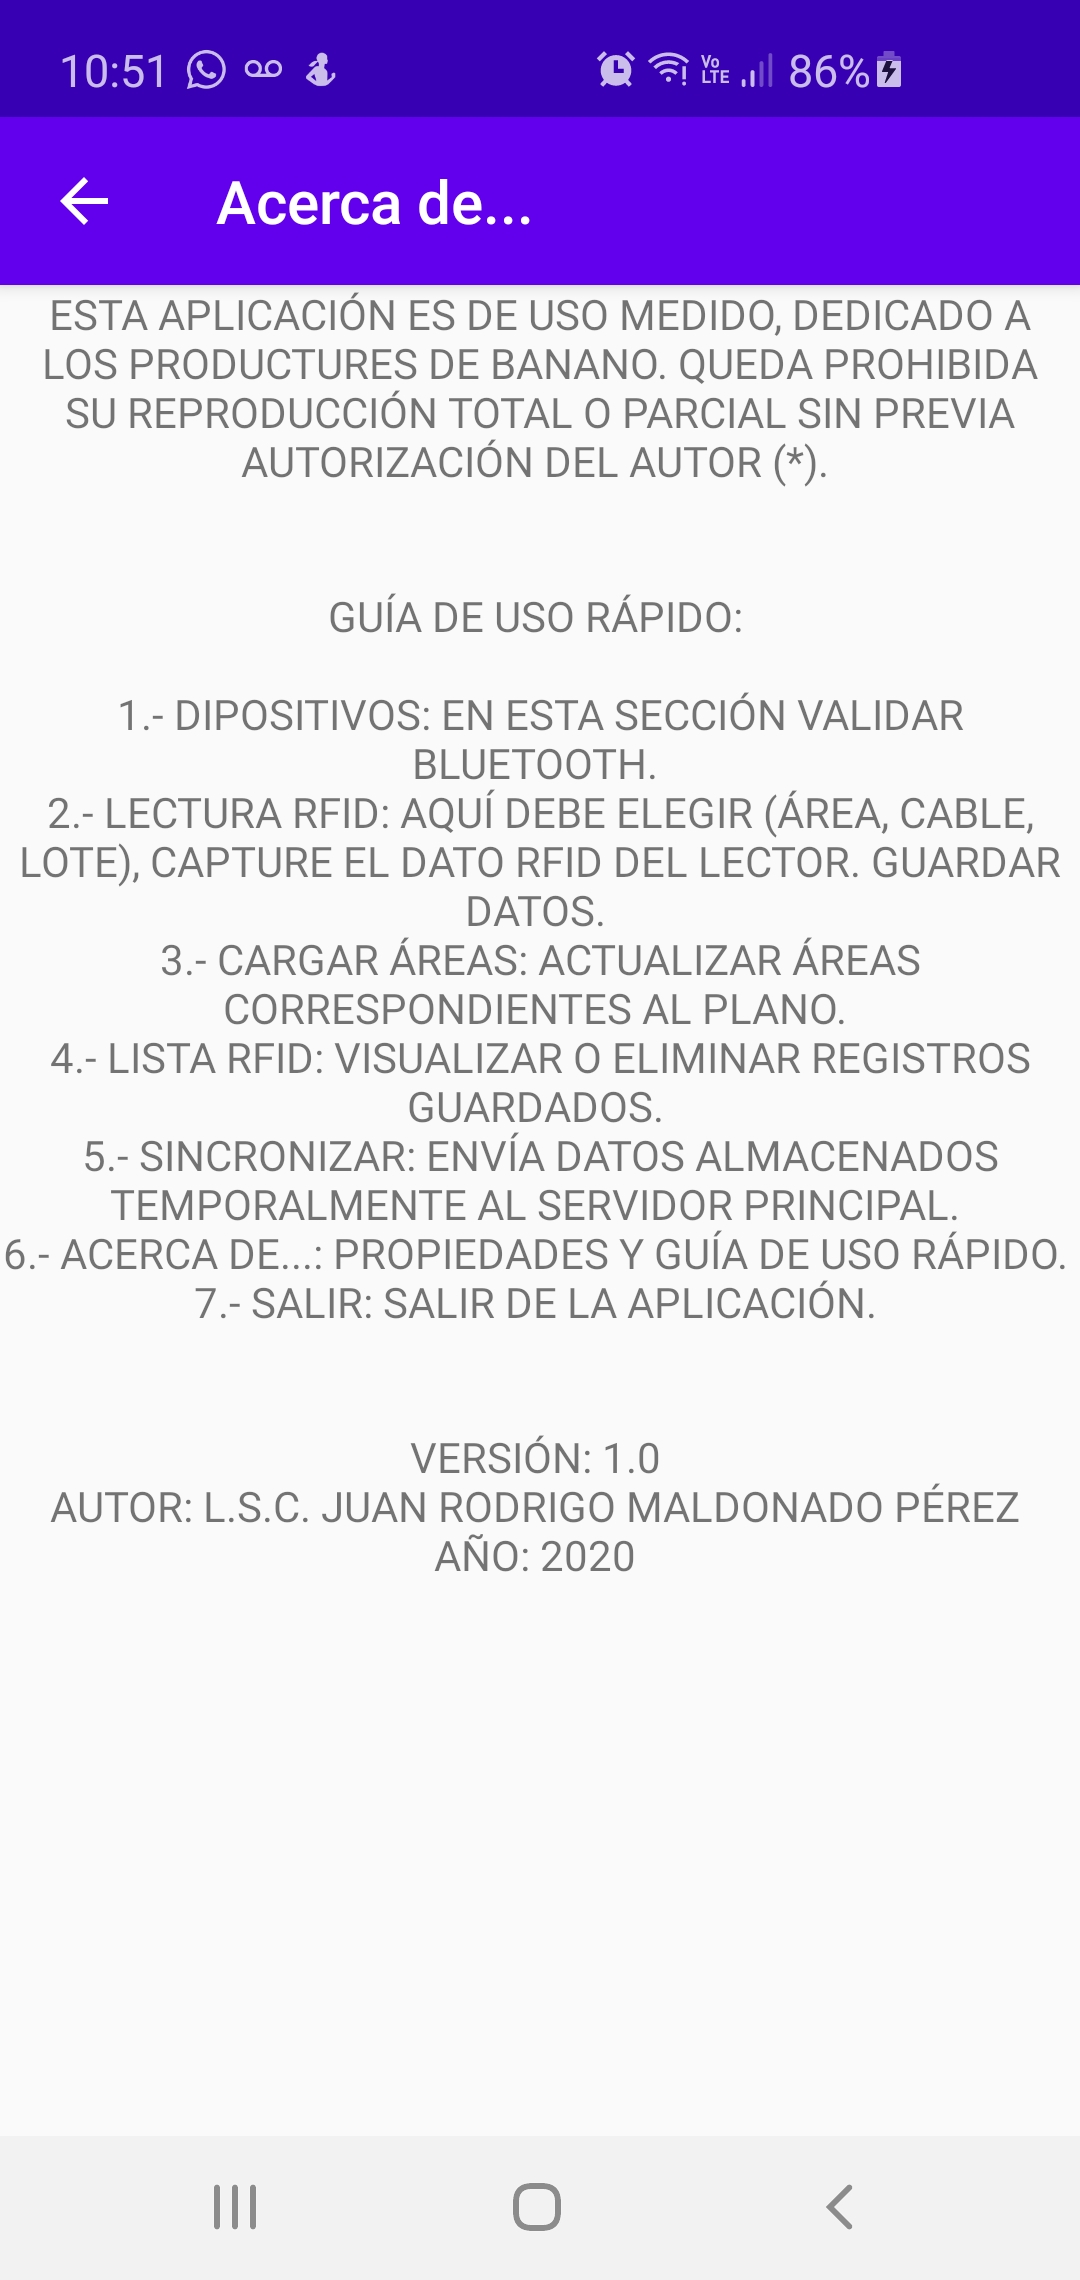 10:51
Vo LTE
86%
Acerca de...
ESTA APLICACIÓN ES DE USO MEDIDO, DEDICADO A
LOS PRODUCTURES DE BANANO. QUEDA PROHIBIDA
SU REPRODUCCIÓN TOTAL O PARCIAL SIN PREVIA
AUTORIZACIÓN DEL AUTOR (*).
GUÍA DE USO RÁPIDO:
1.- DIPOSITIVOS: EN ESTA SECCIÓN VALIDAR
BLUETOOTH.
2.- LECTURA RFID: AQUÍ DEBE ELEGIR (ÁREA, CABLE,
LOTE), CAPTURE EL DATO RFID DEL LECTOR. GUARDAR
DATOS.
3.- CARGAR ÁREAS: ACTUALIZAR ÁREAS
CORRESPONDIENTES AL PLANO.
4.- LISTA RFID: VISUALIZAR O ELIMINAR REGISTROS
GUARDADOS.
5.- SINCRONIZAR: ENVÍA DATOS ALMACENADOS
TEMPORALMENTE AL SERVIDOR PRINCIPAL.
6.- ACERCA DE...: PROPIEDADES Y GUÍA DE USO RÁPIDO.
7.- SALIR: SALIR DE LA APLICACIÓN.
VERSIÓN: 1.0
AUTOR: L.S.C. JUAN RODRIGO MALDONADO PÉREZ
AÑO: 2020